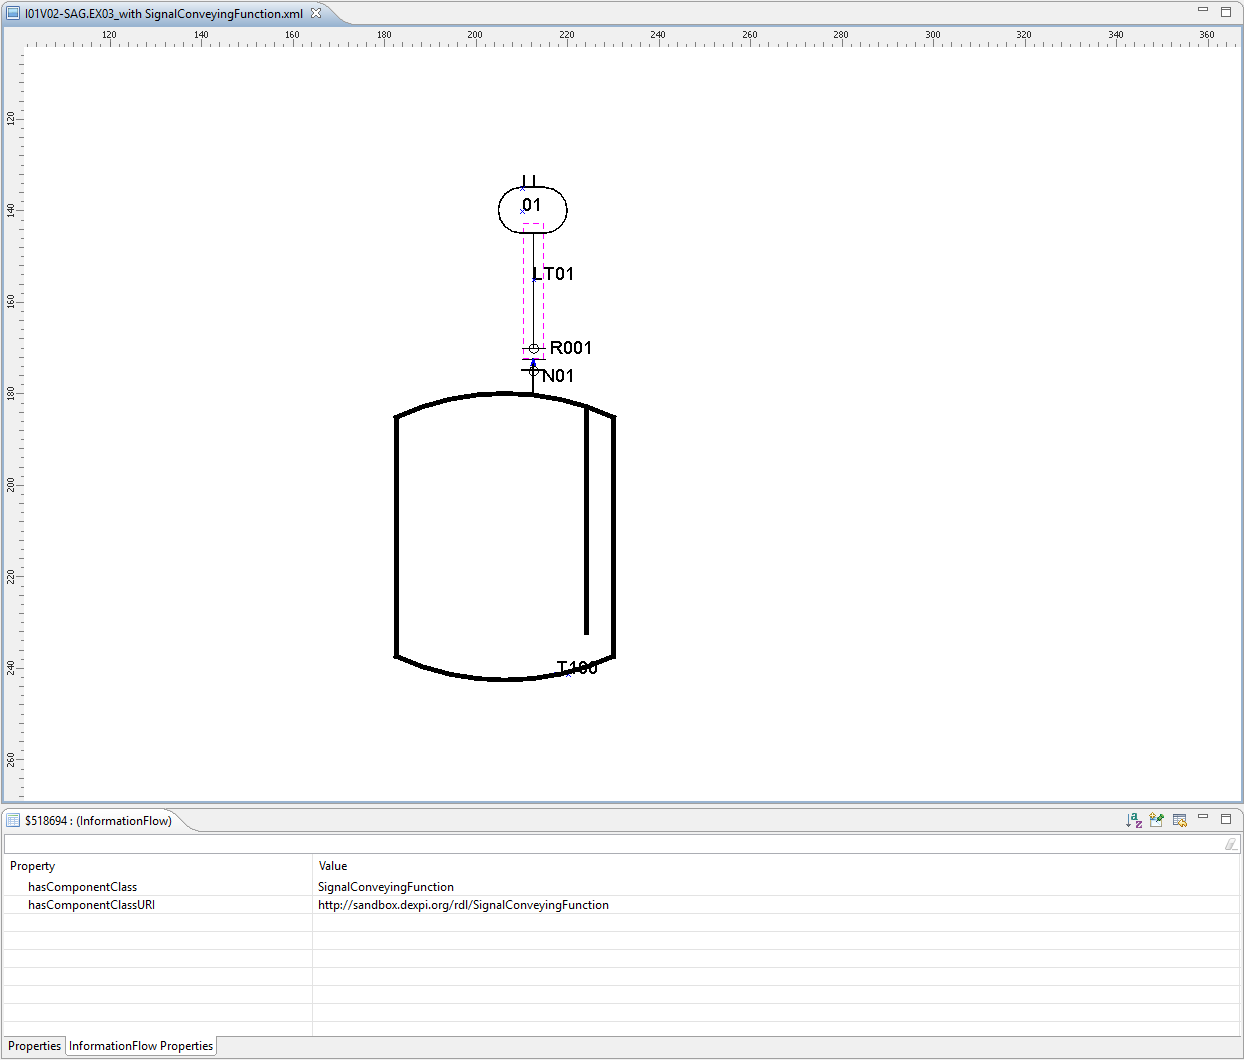 I01V02-SAG.EX03_with SignalConveyingFunction.xml
120 140 160 180 200 220 240 260 280 300 320 340 360
120
140
160
180
200
220
240
260
01
LT01
R001
N01
T100
$518694 : (InformationFlow)
Property Value
hasComponentClass SignalConveyingFunction
hasComponentClassURI http://sandbox.dexpi.org/rdl/SignalConveyingFunction
Properties InformationFlow Properties